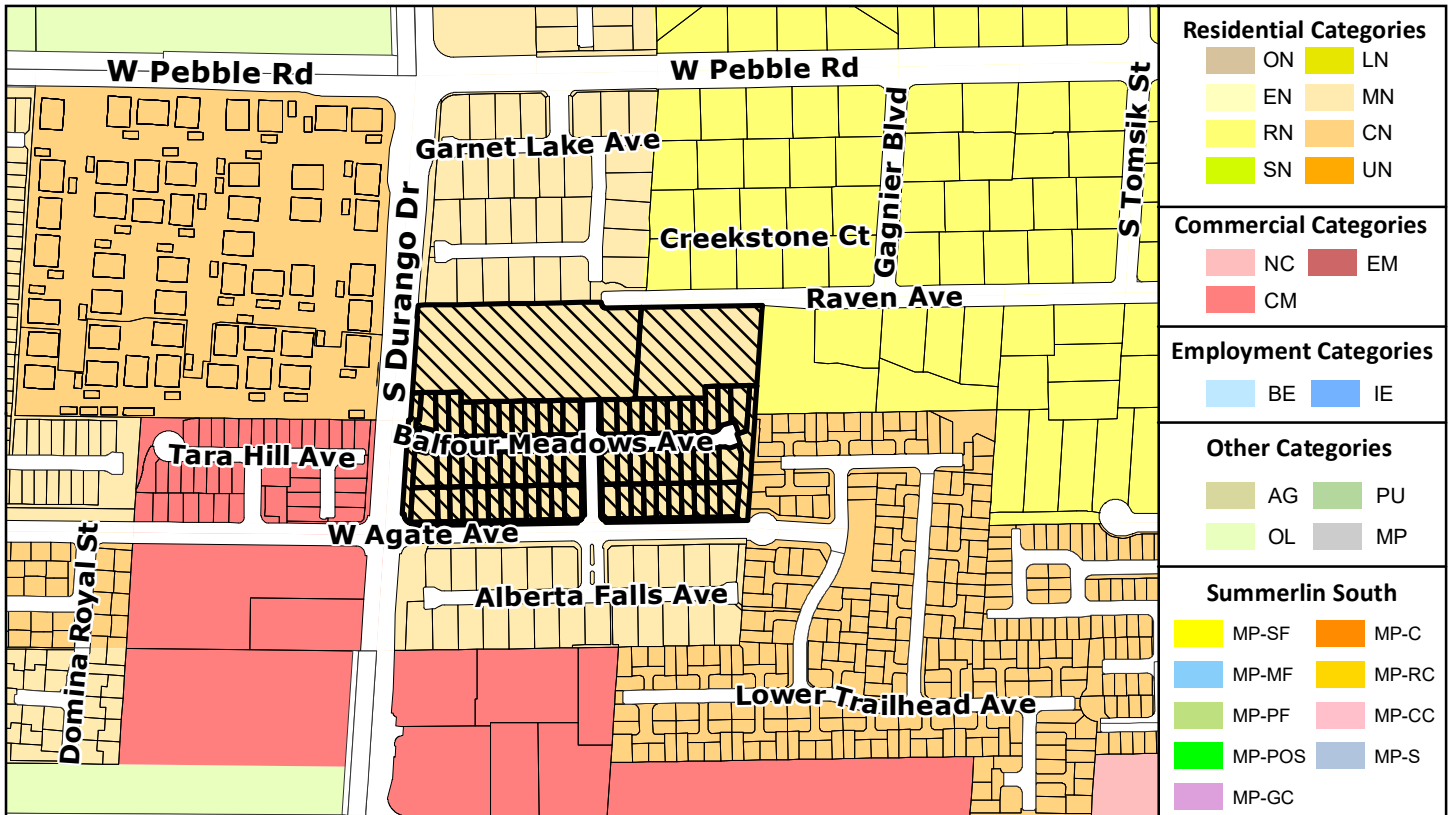 W Pebble Rd
W Pebble Rd
S Tomsik St
Garnet Lake Ave
Gagnier Blvd
S Durango Dr
Creekstone Ct
Raven Ave
Balfour Meadows Ave
Tara Hill Ave
W Agate Ave
Domina Royal St
Alberta Falls Ave
Lower Trailhead Ave
Residential Categories
ON LN
EN MN
RN CN
SN UN
Commercial Categories
NC EM
CM
Employment Categories
BE IE
Other Categories
AG PU
OL MP
Summerlin South
MP-SF MP-C
MP-MF MP-RC
MP-PF MP-CC
MP-POS MP-S
MP-GC